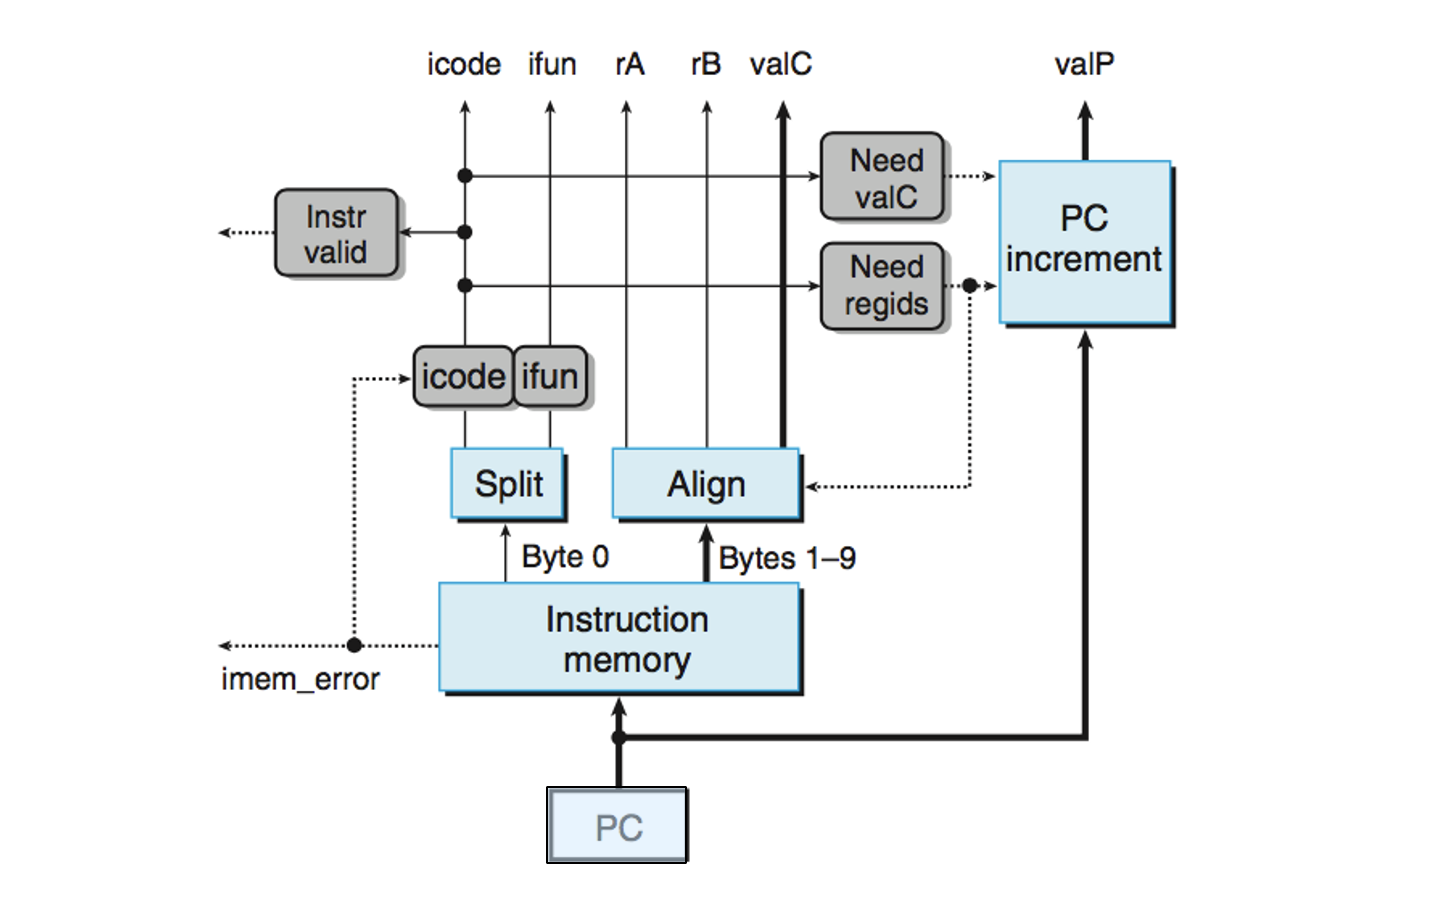 icode ifun rA rB valC valP
Need
valC
Instr
valid
PC
increment
Need
regids
icode ifun
Split
Align
Byte 0
Bytes 1–9
Instruction
memory
imem_error
PC